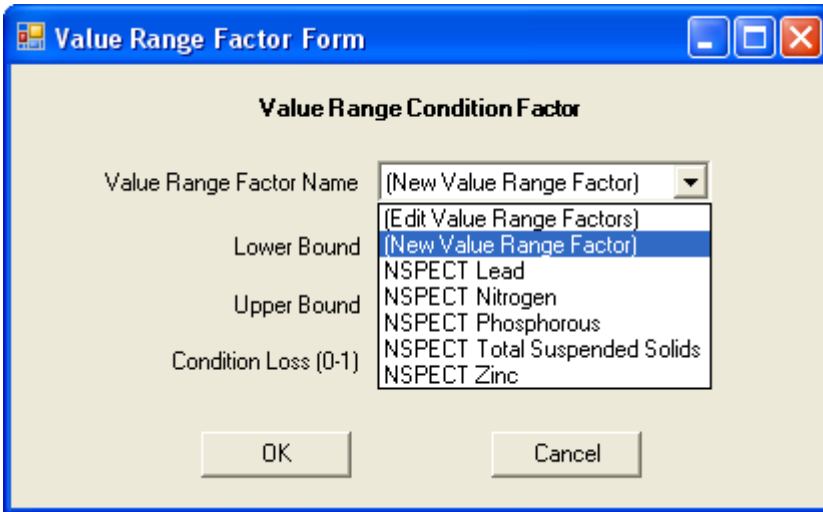 Value Range Factor Form
Value Range Condition Factor
Value Range Factor Name (New Value Range Factor)
(Edit Value Range Factors)
Lower Bound (New Value Range Factor)
NSPECT Lead
Upper Bound NSPECT Nitrogen
NSPECT Phosphorous
Condition Loss (0-1) NSPECT Total Suspended Solids
NSPECT Zinc
OK Cancel